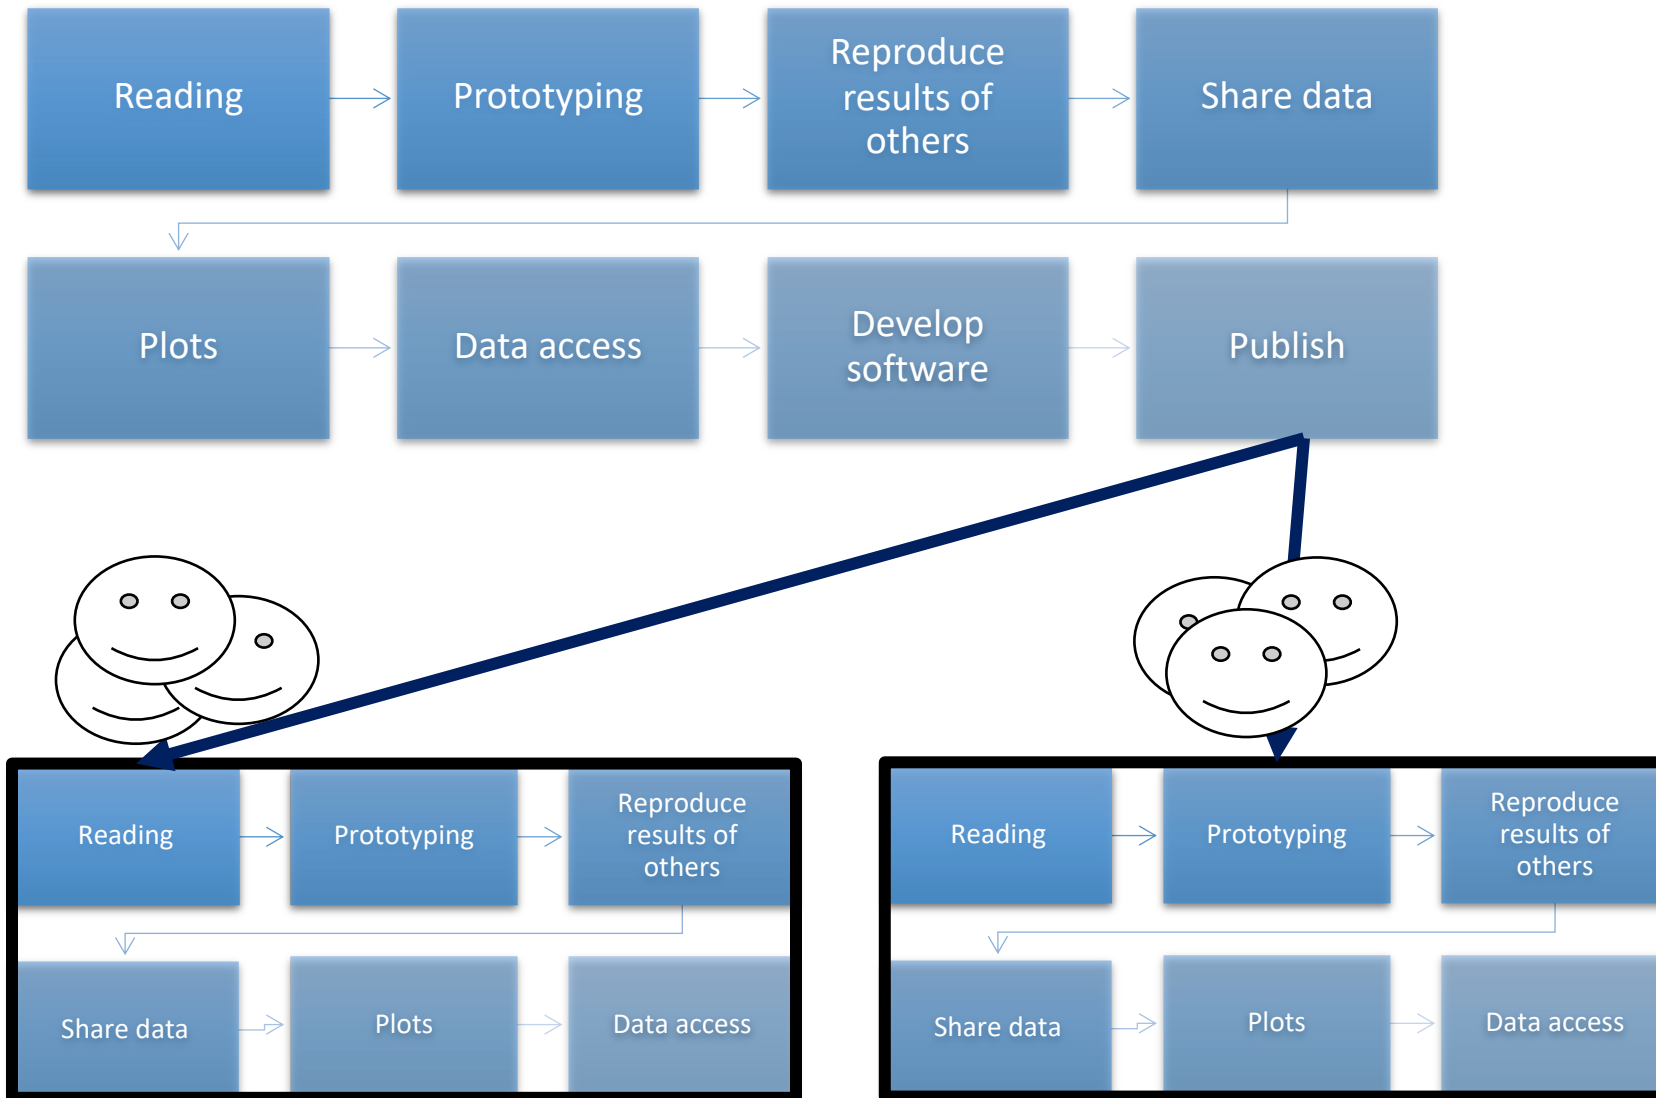 Reading
Prototyping
Reproduce
results of
others
Share data
Plots
Data access
Develop
software
Publish
Reading
Prototyping
Reproduce
results of
others
Share data
Plots
Data access
Reading
Prototyping
Reproduce
results of
others
Share data
Plots
Data access